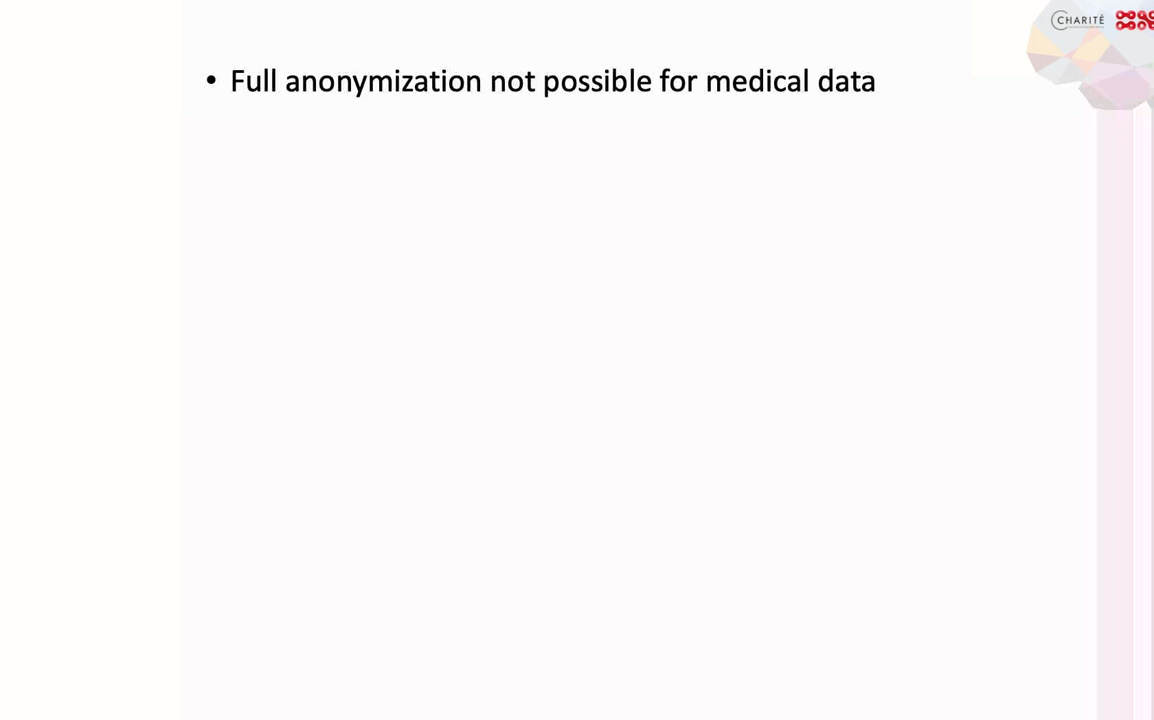 CHARITÉ
• Full anonymization not possible for medical data